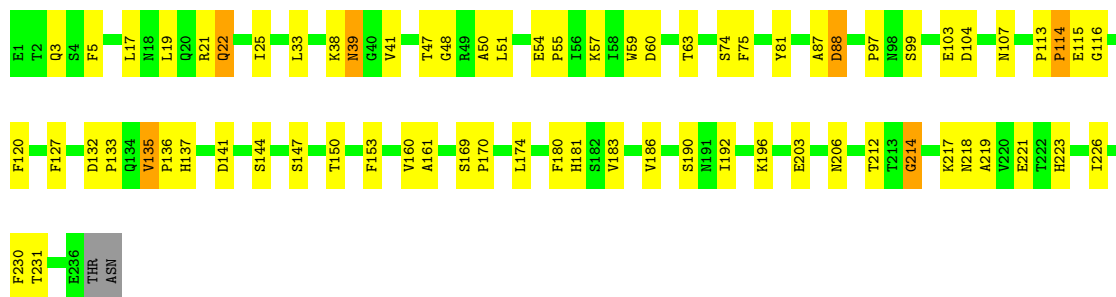 E1 T2 Q3 S4 F5 L17 N18 L19 Q20 R21 Q22 I25 L33 K38 N39 G40 V41 T47 G48 R49 A50 L51 E54 P55 I56 K57 I58 W59 D60 T63 S74 F75 Y81 A87 D88 P97 N98 S99 E103 D104 N107 P113 P114 E115 G116
F120 F127 D132 P133 Q134 V135 P136 H137 D141 S144 S147 T150 F153 V160 A161 S169 P170 L174 F180 H181 S182 V183 V186 S190 N191 I192 K196 E203 N206 T212 T213 G214 K217 N218 A219 V220 E221 T222 H223 I226
F230 T231 E236 THR ASN